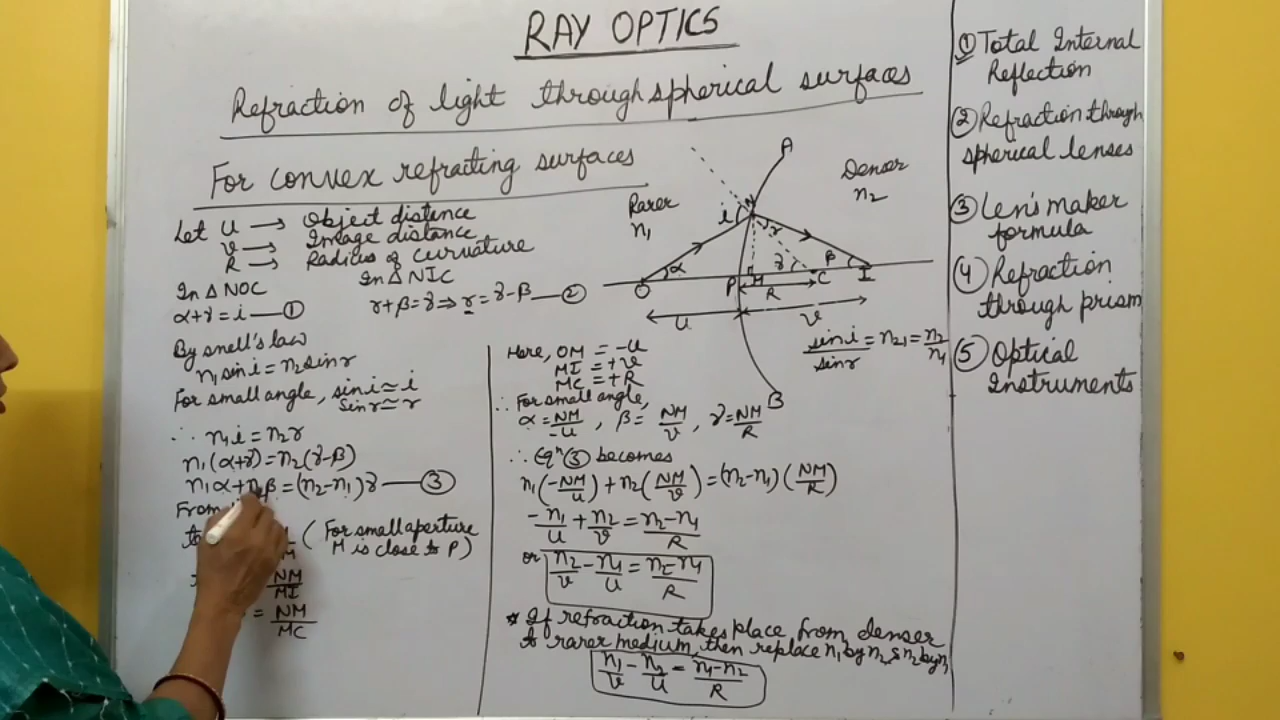 RAY OPTICS
Refraction of light through spherical surfaces
For convex refracting surfaces
Let u → Object distance
v → Image distance
R → Radius of curvature
In Δ NOC
α+γ = i —①
In Δ NIC
r+β=γ ⇒ r = γ-β —②
By snell's law
n₁ sin i = n₂ sin r
For small angle, sin i ≃ i
Sin r ≃ r
∴ n₁i = n₂r
n₁(α+γ) = n₂(γ-β)
n₁α+n₂β = (n₂-n₁)γ —③
From
(For small aperture
M is close to P)
NM/MI
= NM/MC
A
Denser
n₂
Rarer
n₁
i
r
α
γ
β
O
P
M
C
I
R
u
v
B
sin i/sin r = n₂₁ = n₂/n₁
Here, OM = -u
MI = +v
MC = +R
∴ For small angle,
α = NM/-u , β = NM/v , γ = NM/R
∴ Eqⁿ ③ becomes
n₁(-NM/u) + n₂(NM/v) = (n₂-n₁)(NM/R)
-n₁/u + n₂/v = n₂-n₁/R
or n₂/v - n₁/u = n₂-n₁/R
* If refraction takes place from denser
to rarer medium, then replace n₁ by n₂ & n₂ by n₁
n₁/v - n₂/u = n₁-n₂/R
① Total Internal
Reflection
② Refraction through
spherical lenses
③ Len's maker
formula
④ Refraction
through prism
⑤ Optical
Instruments